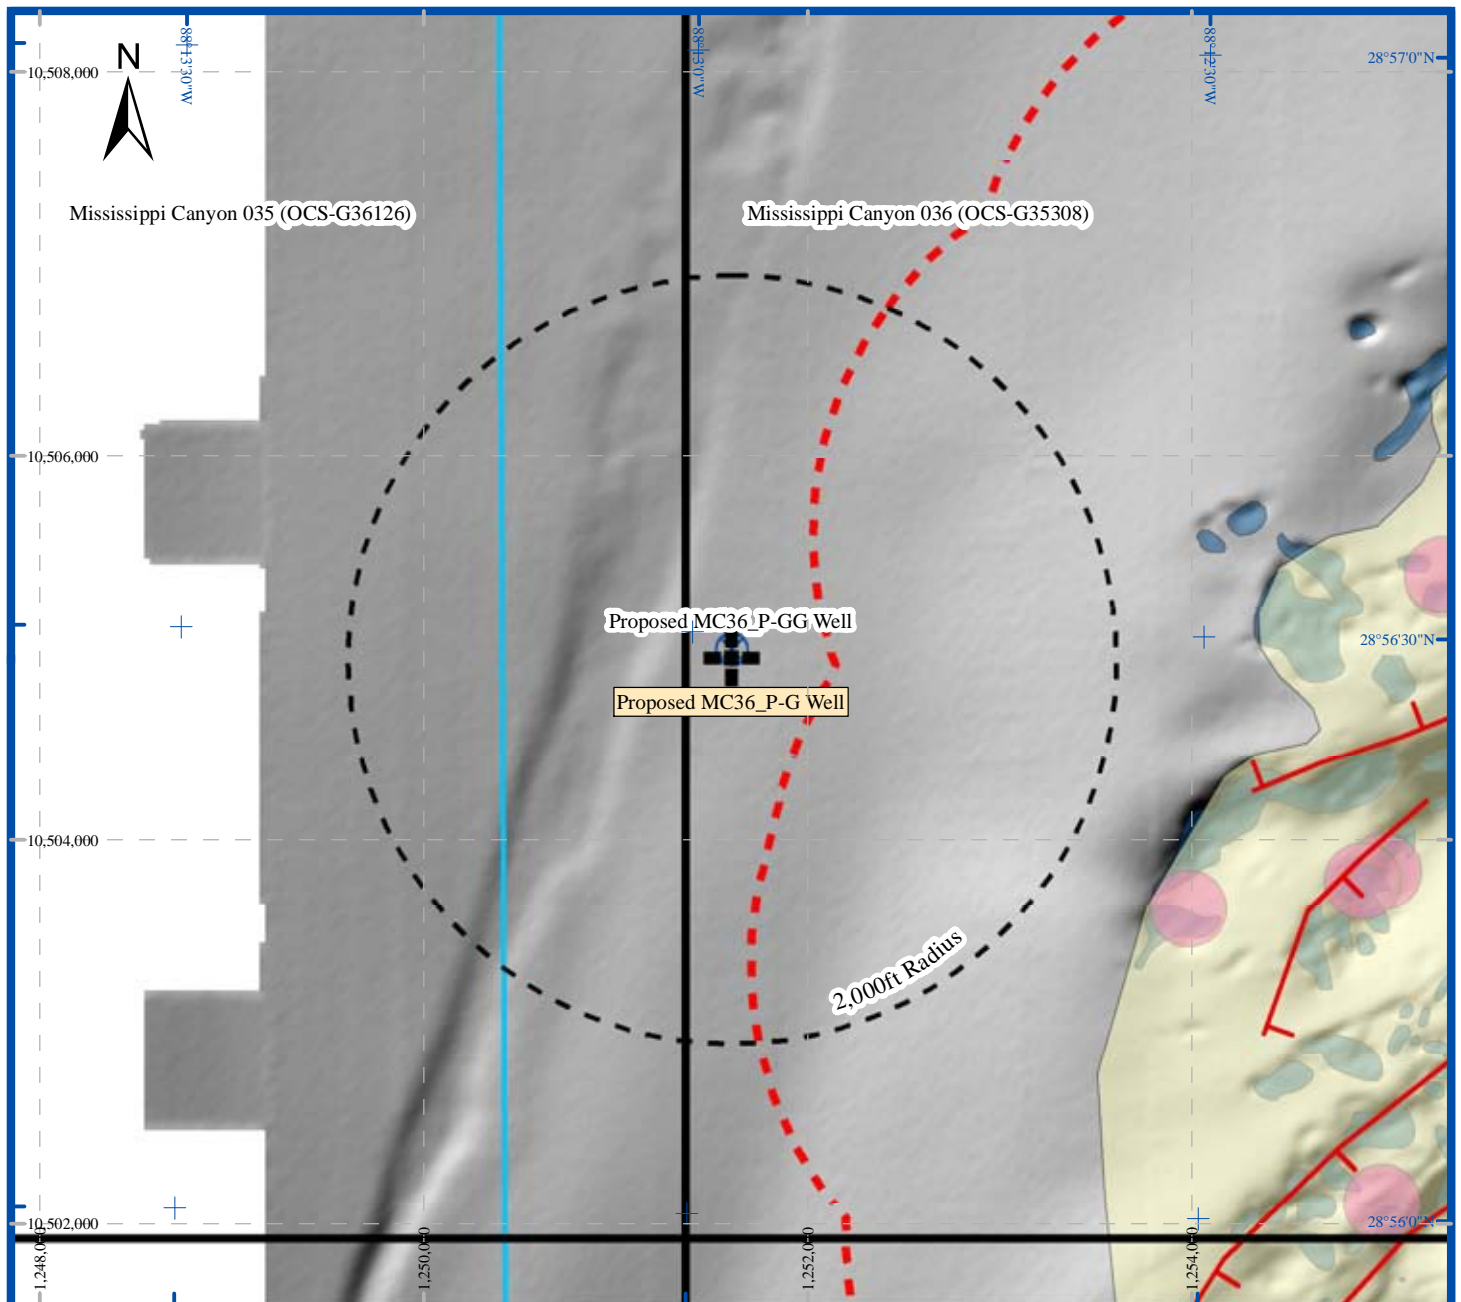 88°13'30"W
88°13'0"W
88°12'30"W
N
28°57'0"N
10,508,000
Mississippi Canyon 035 (OCS-G36126)
Mississippi Canyon 036 (OCS-G35308)
10,506,000
Proposed MC36_P-GG Well
28°56'30"N
Proposed MC36_P-G Well
10,504,000
2,000ft Radius
10,502,000
28°56'0"N
1,248,000
1,250,000
1,252,000
1,254,000